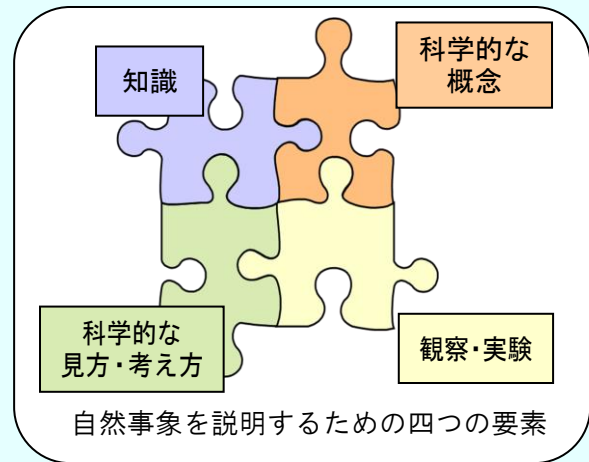 知識
科学的な
概念
科学的な
見方・考え方
観察・実験
自然事象を説明するための四つの要素